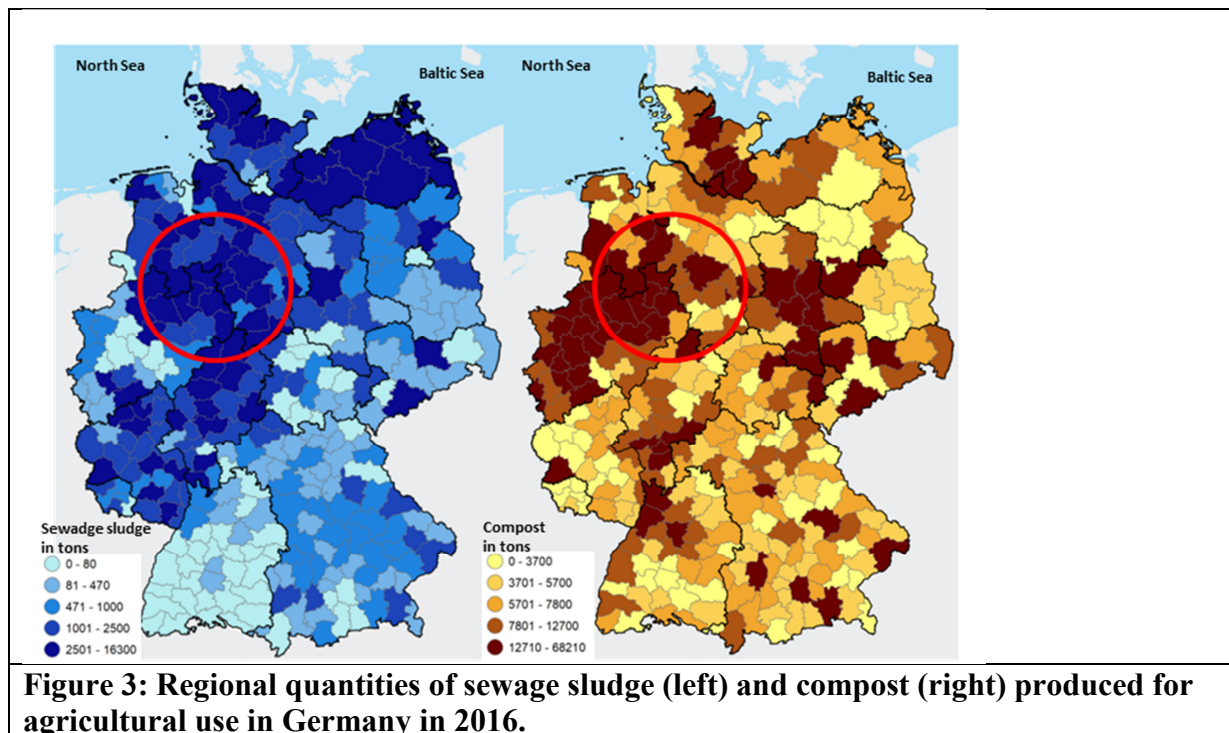 North Sea
Baltic Sea
Sewadge sludge
in tons
0 - 80
81 - 470
471 - 1000
1001 - 2500
2501 - 16300
North Sea
Baltic Sea
Compost
in tons
0 - 3700
3701 - 5700
5701 - 7800
7801 - 12700
12710 - 68210
Figure 3: Regional quantities of sewage sludge (left) and compost (right) produced for
agricultural use in Germany in 2016.